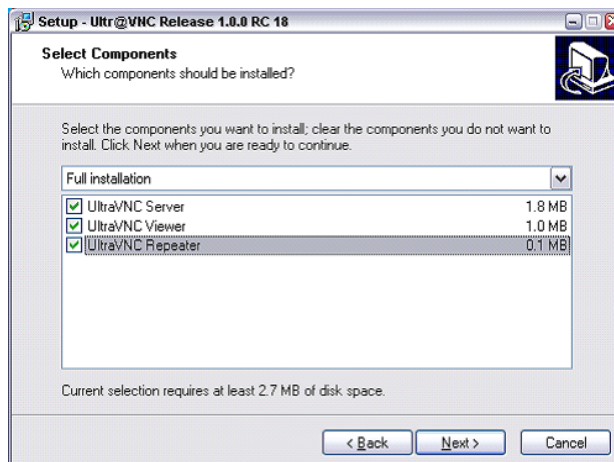 Setup - Ultr@VNC Release 1.0.0 RC 18
Select Components
Which components should be installed?
Select the components you want to install; clear the components you do not want to
install. Click Next when you are ready to continue.
Full installation
UltraVNC Server 1.8 MB
UltraVNC Viewer 1.0 MB
UltraVNC Repeater 0.1 MB
Current selection requires at least 2.7 MB of disk space.
< Back Next > Cancel